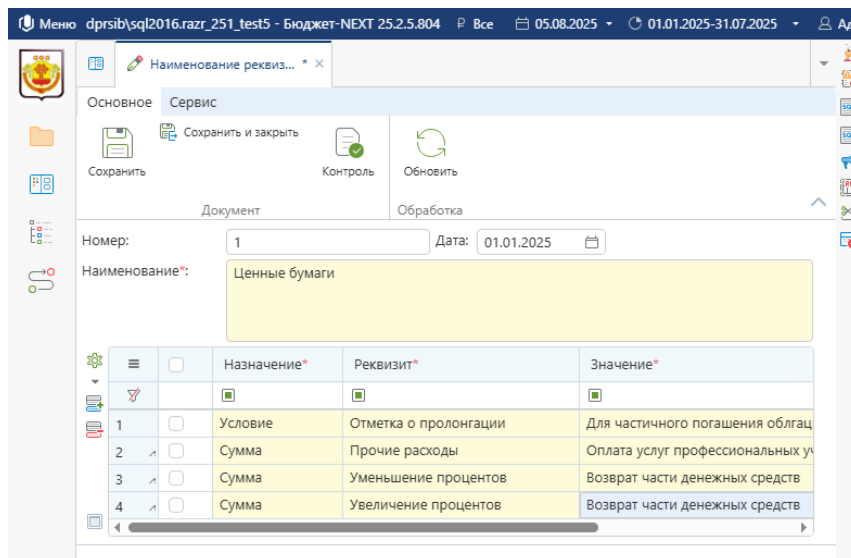 Меню dprsib\sql2016.razr_251_test5 - Бюджет-NEXT 25.2.5.804 ₽ Все 05.08.2025 01.01.2025-31.07.2025
Наименование реквиз... * ×
Основное Сервис
Сохранить Сохранить и закрыть Контроль Обновить
Документ Обработка
Номер: 1 Дата: 01.01.2025
Наименование*: Ценные бумаги
Назначение* Реквизит* Значение*
1 Условие Отметка о пролонгации Для частичного погашения облгац
2 Сумма Прочие расходы Оплата услуг профессиональных
3 Сумма Уменьшение процентов Возврат части денежных средств
4 Сумма Увеличение процентов Возврат части денежных средств